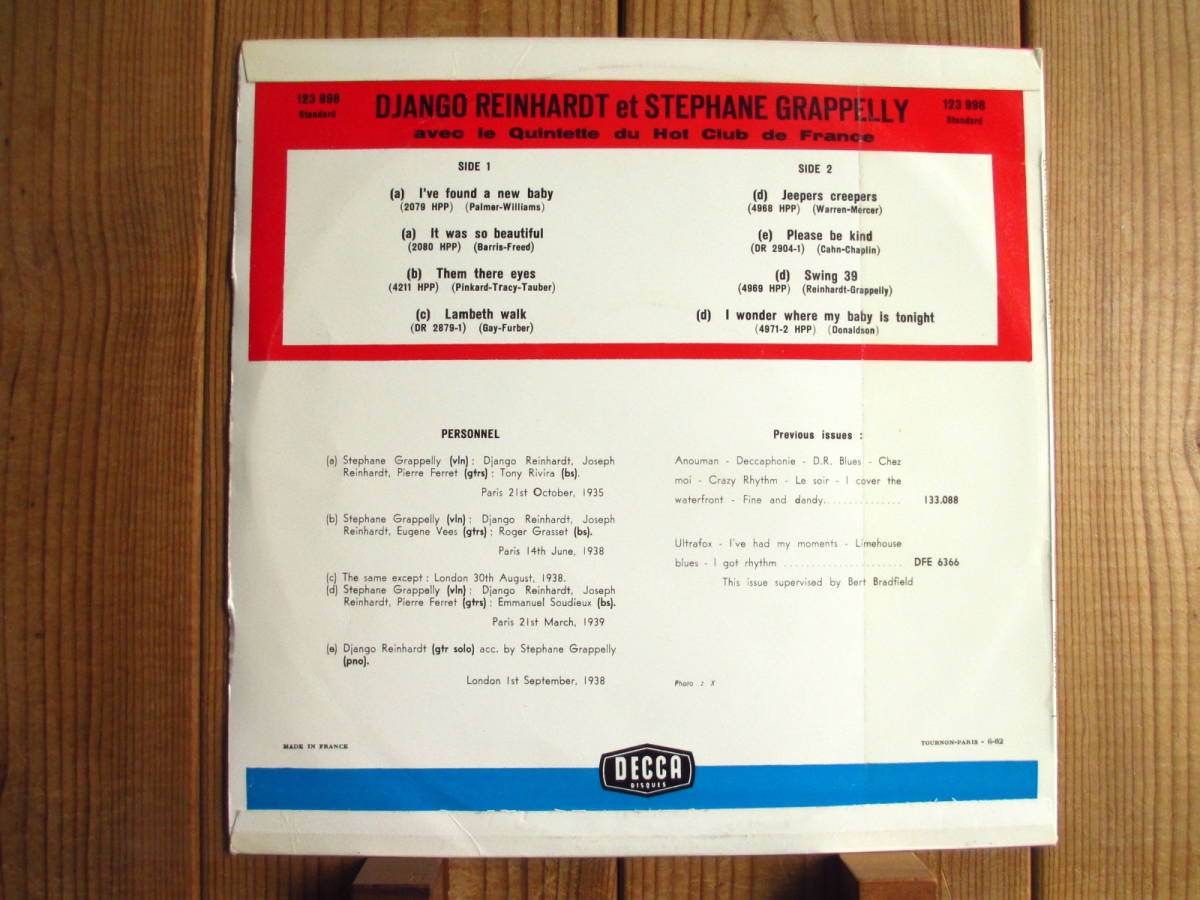 123 998
Standard
DJANGO REINHARDT et STEPHANE GRAPPELLY
avec le Quintette du Hot Club de France
123 998
Standard
SIDE 1
(a) I've found a new baby
(2079 HPP) (Palmer-Williams)
(a) It was so beautiful
(2080 HPP) (Barris-Freed)
(b) Them there eyes
(4211 HPP) (Pinkard-Tracy-Tauber)
(c) Lambeth walk
(DR 2879-1) (Gay-Furber)
SIDE 2
(d) Jeepers creepers
(4968 HPP) (Warren-Mercer)
(e) Please be kind
(DR 2904-1) (Cahn-Chaplin)
(d) Swing 39
(4969 HPP) (Reinhardt-Grappelly)
(d) I wonder where my baby is tonight
(4971-2 HPP) (Donaldson)
PERSONNEL
(a) Stephane Grappelly (vln) : Django Reinhardt, Joseph
Reinhardt, Pierre Ferret (gtrs) : Tony Rivira (bs).
Paris 21st October, 1935
(b) Stephane Grappelly (vln) : Django Reinhardt, Joseph
Reinhardt, Eugene Vees (gtrs) : Roger Grasset (bs).
Paris 14th June, 1938
(c) The same except : London 30th August, 1938.
(d) Stephane Grappelly (vln) : Django Reinhardt, Joseph
Reinhardt, Pierre Ferret (gtrs) : Emmanuel Soudieux (bs).
Paris 21st March, 1939
(e) Django Reinhardt (gtr solo) acc. by Stephane Grappelly
(pno).
London 1st September, 1938
Previous issues :
Anouman - Deccaphonie - D.R. Blues - Chez
moi - Crazy Rhythm - Le soir - I cover the
waterfront - Fine and dandy............... 133.088
Ultrafox - I've had my moments - Limehouse
blues - I got rhythm ....................... DFE 6366
This issue supervised by Bert Bradfield
Photo : X
MADE IN FRANCE
TOURNON-PARIS - 6-62
DECCA
DISQUES